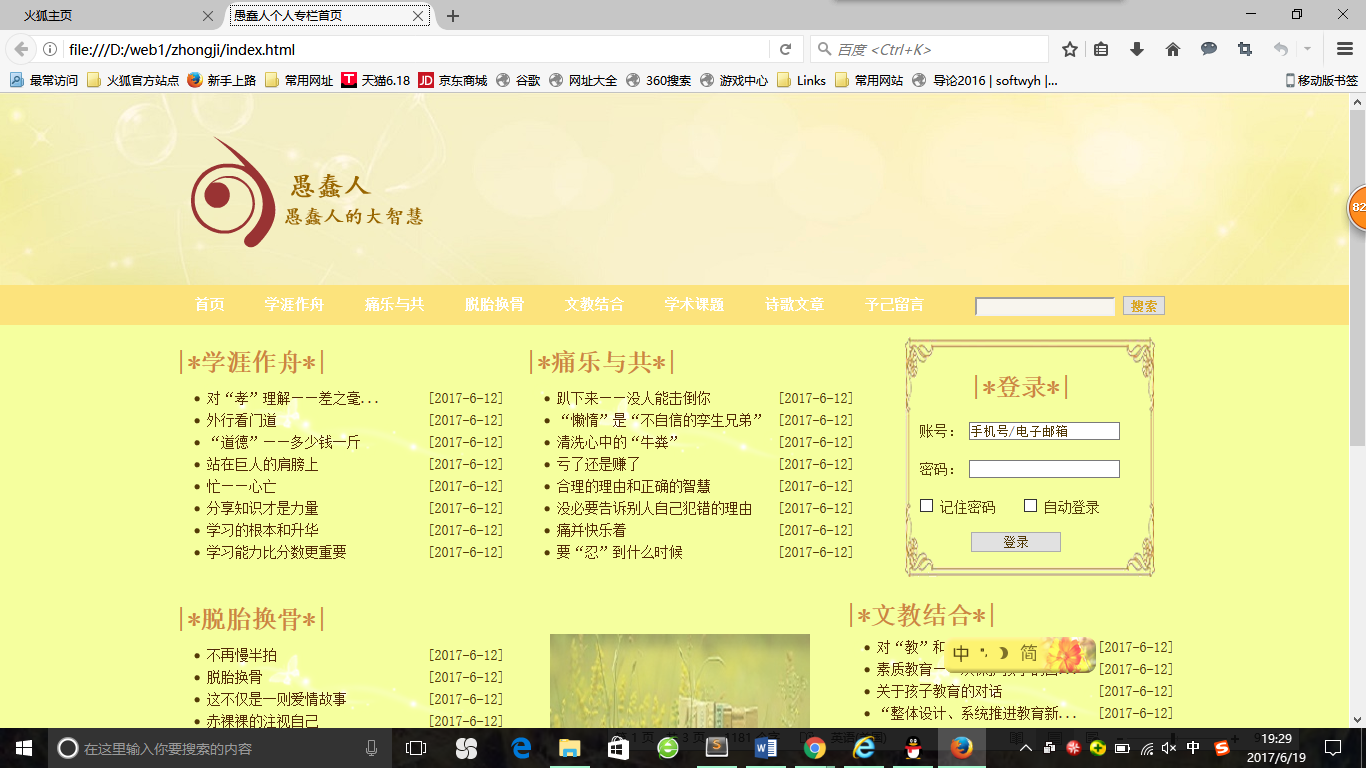 火狐主页
愚蠢人个人专栏首页
file:///D:/web1/zhongji/index.html
百度 <Ctrl+K>
最常访问 火狐官方站点 新手上路 常用网址 天猫6.18 京东商城 谷歌 网址大全 360搜索 游戏中心 Links 常用网站 导论2016 | softwyh |... 移动版书签
愚蠢人
愚蠢人的大智慧
82
首页 学涯作舟 痛乐与共 脱胎换骨 文教结合 学术课题 诗歌文章 予己留言 搜索
|*学涯作舟*|
对“孝”理解——差之毫... [2017-6-12]
外行看门道 [2017-6-12]
“道德”——多少钱一斤 [2017-6-12]
站在巨人的肩膀上 [2017-6-12]
忙——心亡 [2017-6-12]
分享知识才是力量 [2017-6-12]
学习的根本和升华 [2017-6-12]
学习能力比分数更重要 [2017-6-12]
|*痛乐与共*|
趴下来——没人能击倒你 [2017-6-12]
“懒惰”是“不自信的孪生兄弟” [2017-6-12]
清洗心中的“牛粪” [2017-6-12]
亏了还是赚了 [2017-6-12]
合理的理由和正确的智慧 [2017-6-12]
没必要告诉别人自己犯错的理由 [2017-6-12]
痛并快乐着 [2017-6-12]
要“忍”到什么时候 [2017-6-12]
|*登录*|
账号： 手机号/电子邮箱
密码：
记住密码 自动登录
登录
|*脱胎换骨*|
不再慢半拍 [2017-6-12]
脱胎换骨 [2017-6-12]
这不仅是一则爱情故事 [2017-6-12]
赤裸裸的注视自己 [2017-6-12]
|*文教结合*|
对“教”和 [2017-6-12]
素质教育— [2017-6-12]
关于孩子教育的对话 [2017-6-12]
“整体设计、系统推进教育新... [2017-6-12]
中 简
在这里输入你要搜索的内容
中
19:29
2017/6/19